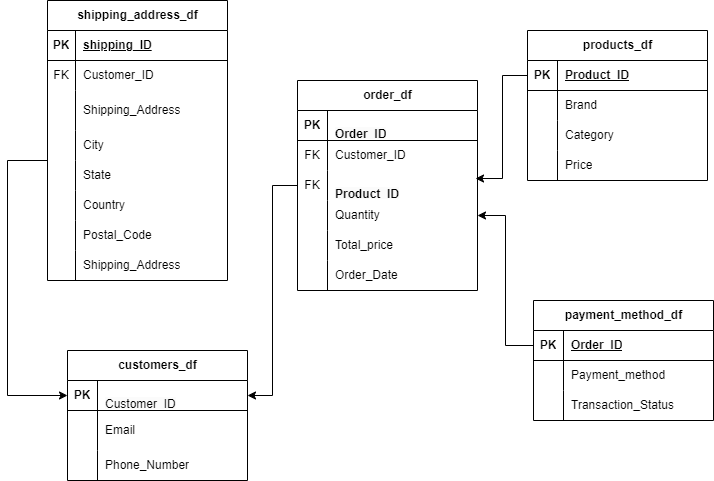 shipping_address_df
PK shipping_ID
FK Customer_ID
Shipping_Address
City
State
Country
Postal_Code
Shipping_Address
order_df
PK Order_ID
FK Customer_ID
FK Product_ID
Quantity
Total_price
Order_Date
products_df
PK Product_ID
Brand
Category
Price
customers_df
PK Customer_ID
Email
Phone_Number
payment_method_df
PK Order_ID
Payment_method
Transaction_Status